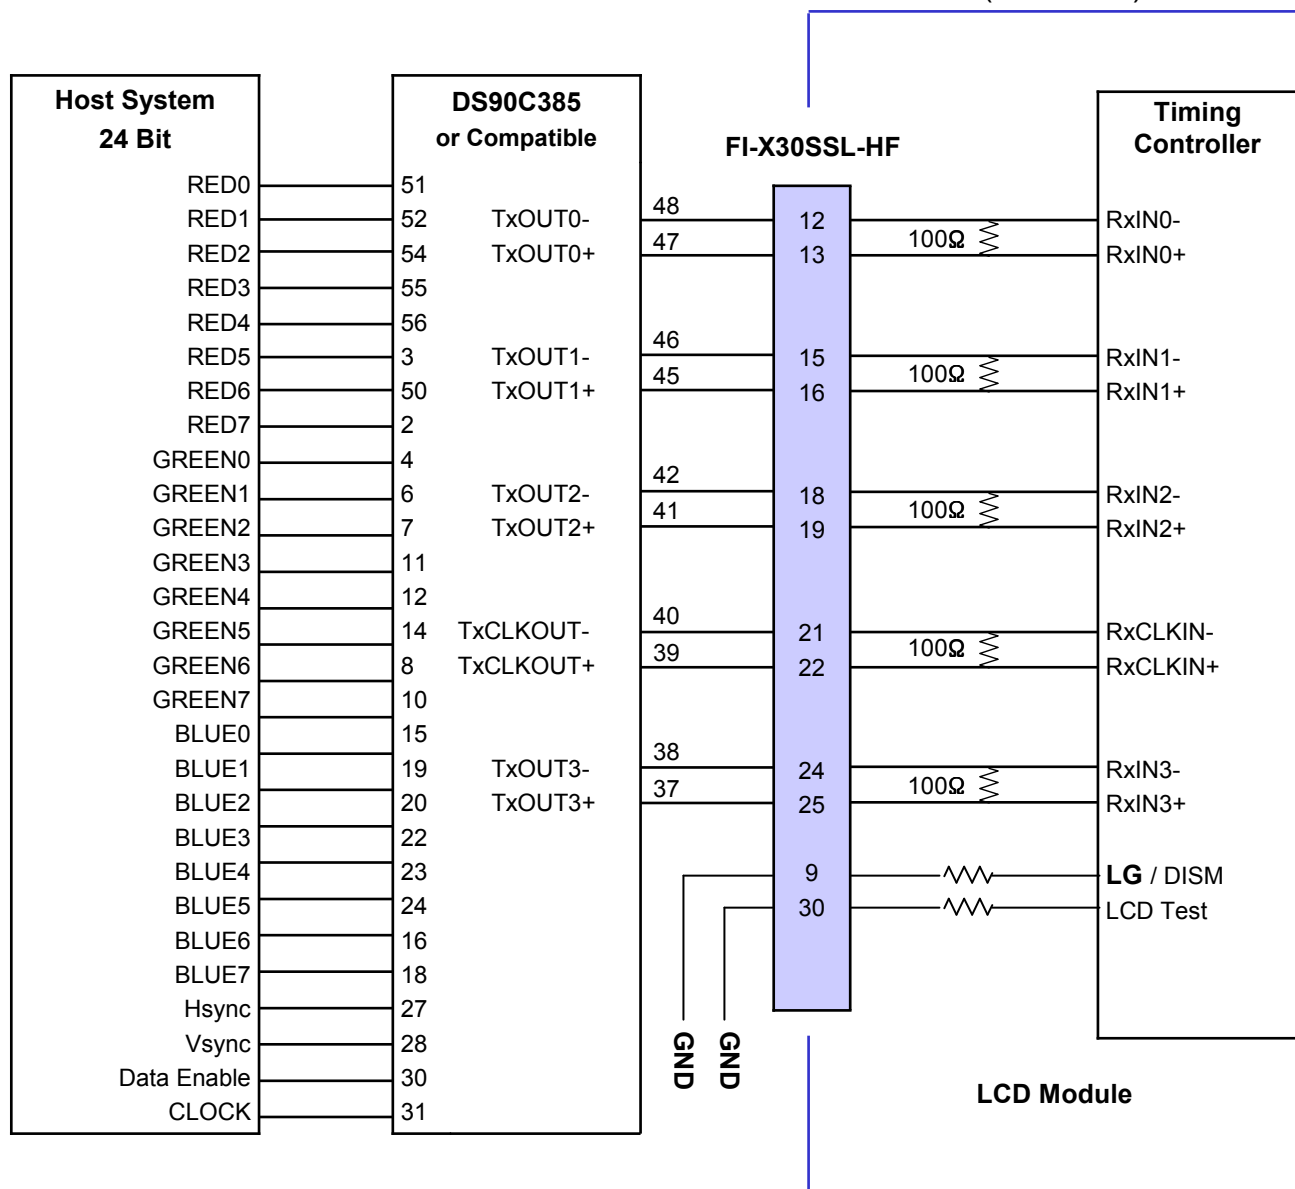 Host System
24 Bit
RED0
RED1
RED2
RED3
RED4
RED5
RED6
RED7
GREEN0
GREEN1
GREEN2
GREEN3
GREEN4
GREEN5
GREEN6
GREEN7
BLUE0
BLUE1
BLUE2
BLUE3
BLUE4
BLUE5
BLUE6
BLUE7
Hsync
Vsync
Data Enable
CLOCK
DS90C385
or Compatible
51
52
54
55
56
3
50
2
4
6
7
11
12
14
8
10
15
19
20
22
23
24
16
18
27
28
30
31
TxOUT0-
TxOUT0+
TxOUT1-
TxOUT1+
TxOUT2-
TxOUT2+
TxCLKOUT-
TxCLKOUT+
TxOUT3-
TxOUT3+
48
47
46
45
42
41
40
39
38
37
GND
GND
FI-X30SSL-HF
12
13
15
16
18
19
21
22
24
25
9
30
100Ω
100Ω
100Ω
100Ω
100Ω
Timing
Controller
RxIN0-
RxIN0+
RxIN1-
RxIN1+
RxIN2-
RxIN2+
RxCLKIN-
RxCLKIN+
RxIN3-
RxIN3+
LG / DISM
LCD Test
LCD Module